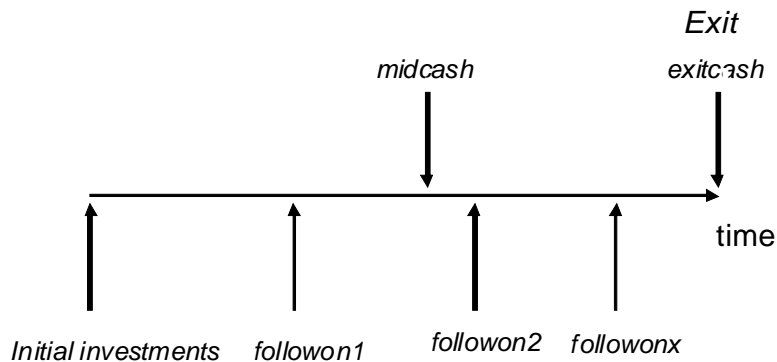 Exit
midcash
exitcash
time
Initial investments
followon1
followon2
followonx